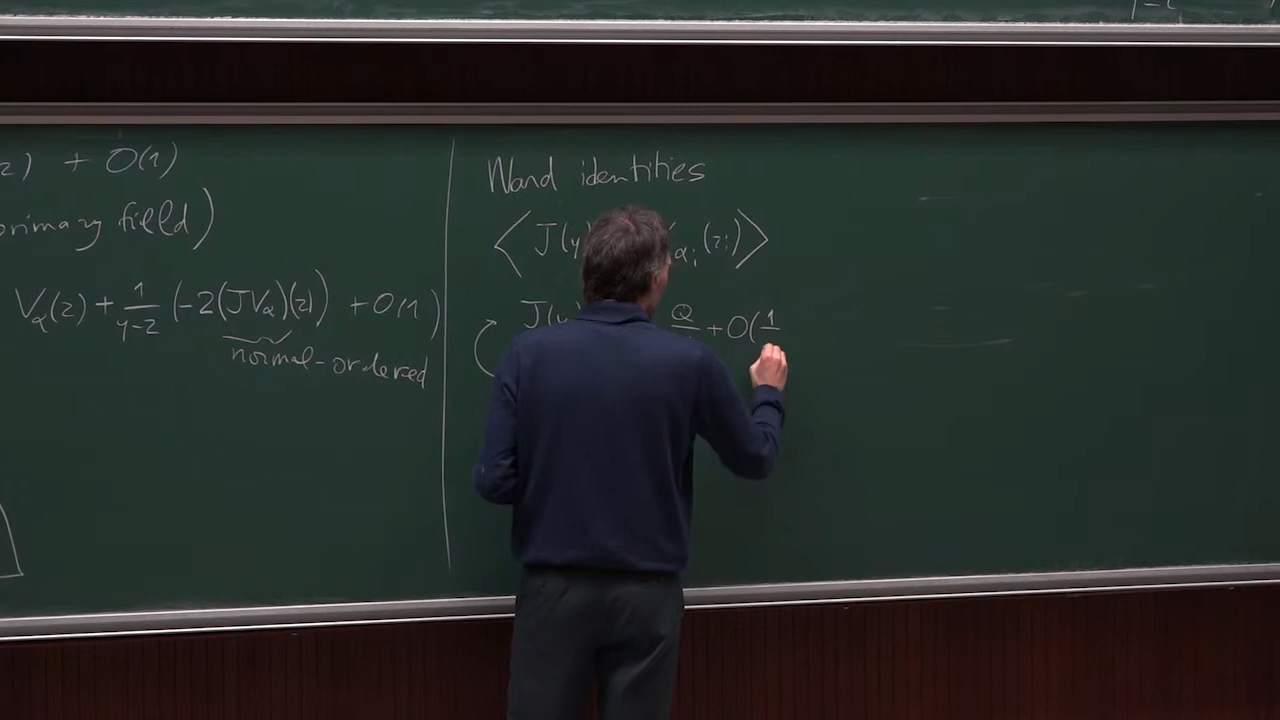 z) + O(1)
primary field)
V_α(z) + 1/(y-z) (-2(JV_α)(z)) + O(1)
normal-ordered
Ward identities
⟨ J(y) α_i (z_i) ⟩
J(y Q + O( 1